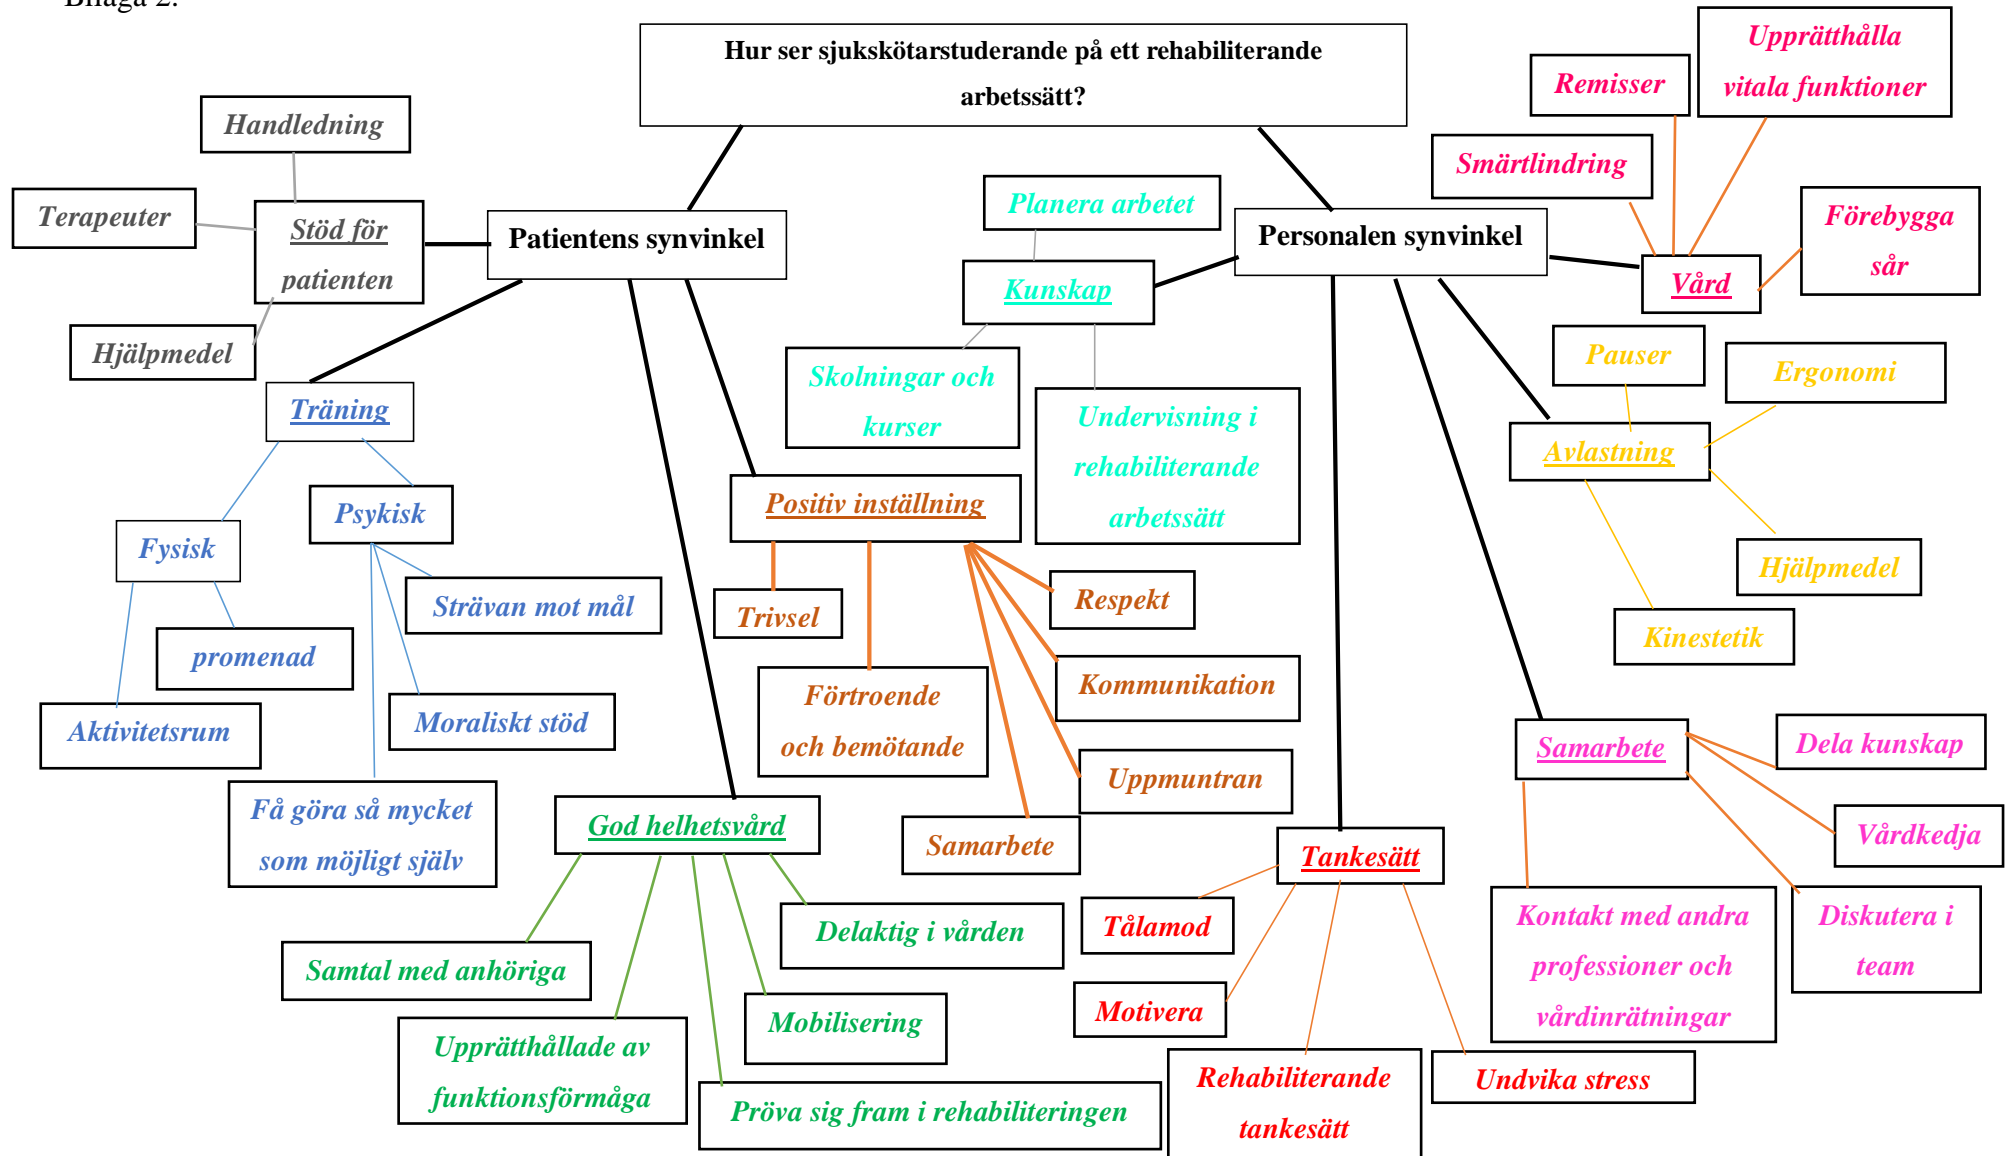 Bilaga 2.
Hur ser sjukskötarstuderande på ett rehabiliterande
arbetssätt?
Patientens synvinkel
Stöd för
patienten
Handledning
Terapeuter
Hjälpmedel
Träning
Fysisk
Aktivitetsrum
promenad
Psykisk
Strävan mot mål
Moraliskt stöd
Få göra så mycket
som möjligt själv
God helhetsvård
Samtal med anhöriga
Upprätthållade av
funktionsförmåga
Pröva sig fram i rehabiliteringen
Mobilisering
Delaktig i vården
Positiv inställning
Trivsel
Förtroende
och bemötande
Samarbete
Uppmuntran
Kommunikation
Respekt
Personalen synvinkel
Kunskap
Planera arbetet
Skolningar och
kurser
Undervisning i
rehabiliterande
arbetssätt
Tankesätt
Tålamod
Motivera
Rehabiliterande
tankesätt
Undvika stress
Samarbete
Dela kunskap
Vårdkedja
Diskutera i
team
Kontakt med andra
professioner och
vårdinrätningar
Avlastning
Pauser
Ergonomi
Hjälpmedel
Kinestetik
Vård
Smärtlindring
Remisser
Upprätthålla
vitala funktioner
Förebygga
sår